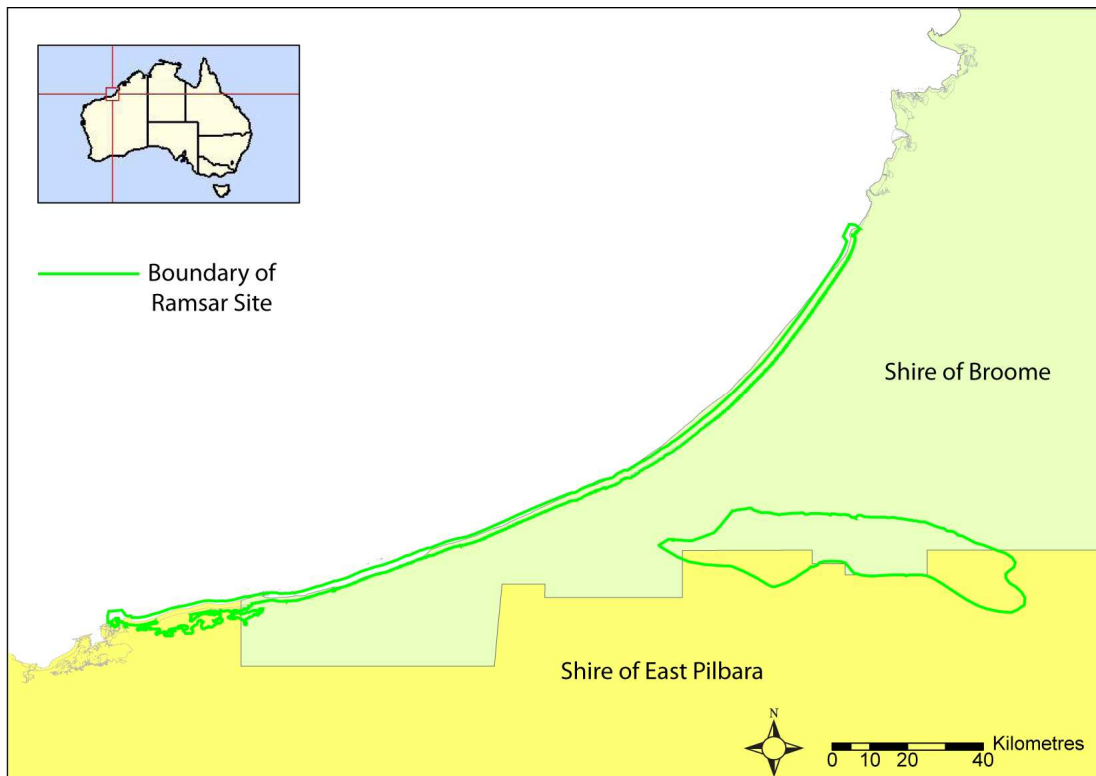 Boundary of
Ramsar Site
Shire of Broome
Shire of East Pilbara
N
Kilometres
0 10 20 40